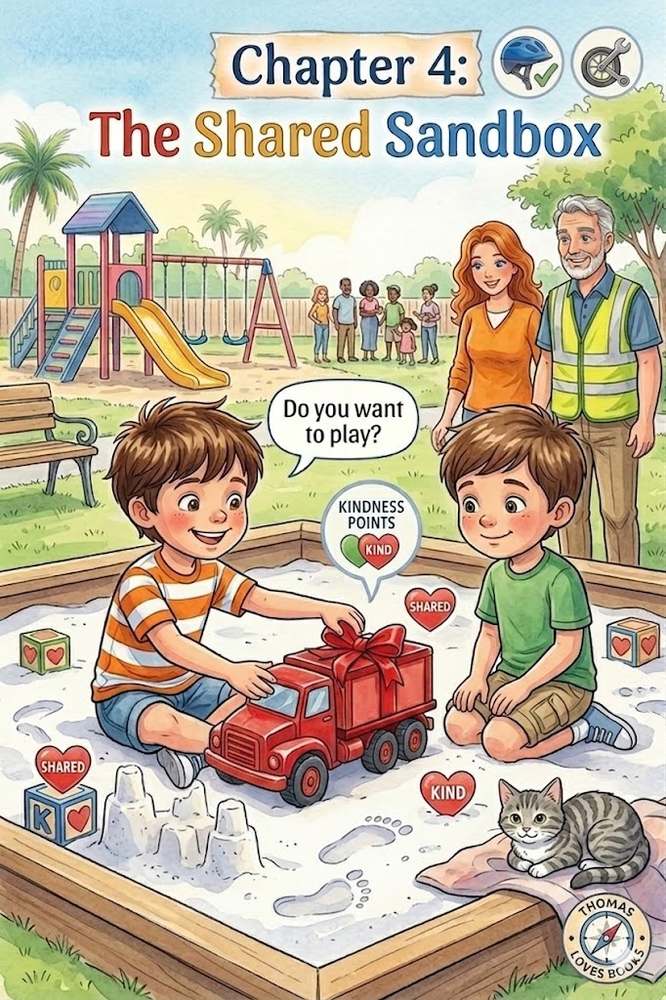 Chapter 4:
The Shared Sandbox
Do you want
to play?
KINDNESS
POINTS
KIND
SHARED
SHARED
K
KIND
THOMAS
LOVES BOOKS